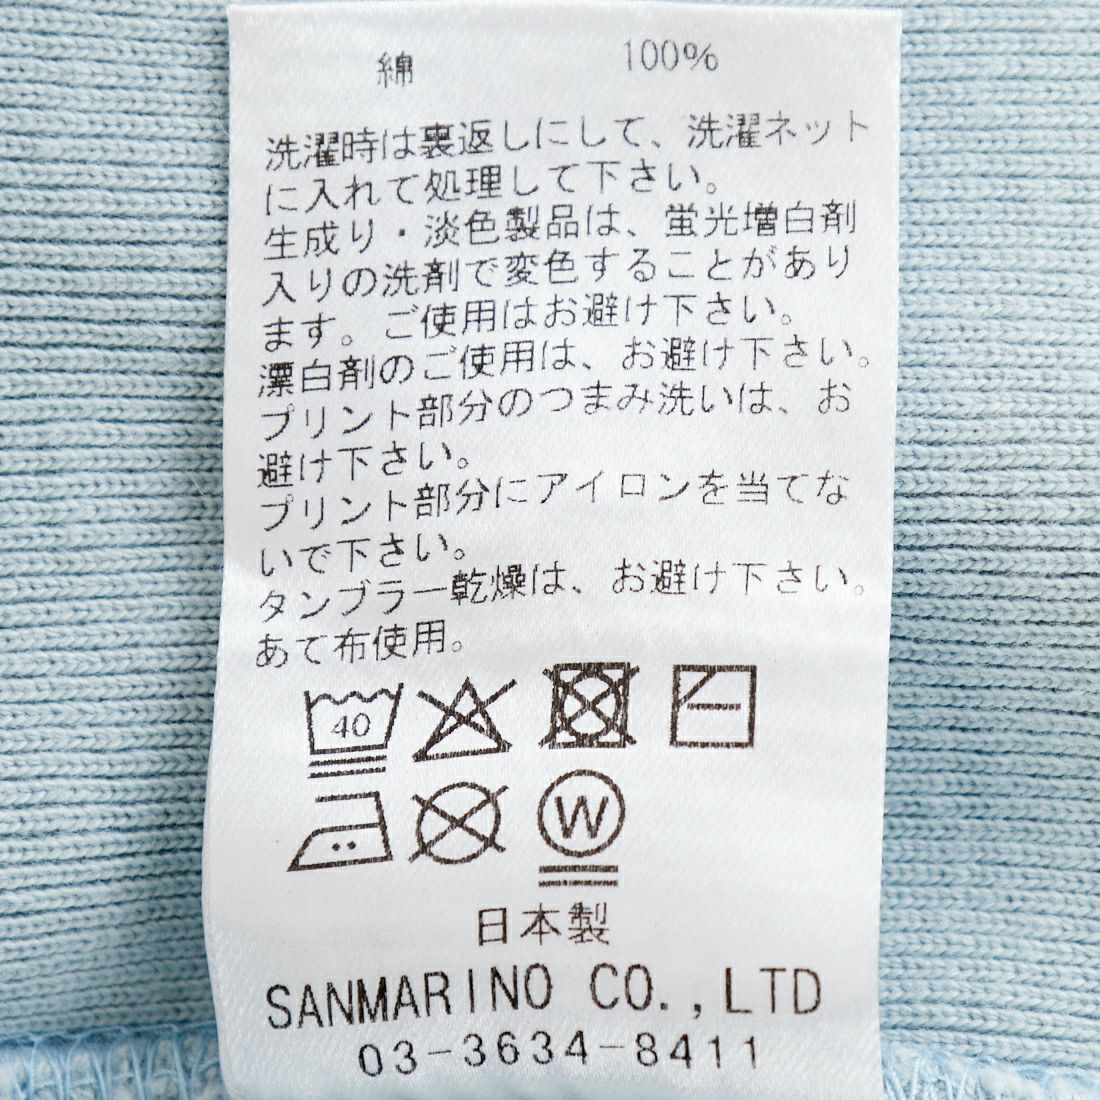 綿 100%
洗濯時は裏返しにして、洗濯ネット
に入れて処理して下さい。
生成り・淡色製品は、蛍光増白剤
入りの洗剤で変色することがあり
ます。ご使用はお避け下さい。
漂白剤のご使用は、お避け下さい。
プリント部分のつまみ洗いは、お
避け下さい。
プリント部分にアイロンを当てな
いで下さい。
タンブラー乾燥は、お避け下さい。
あて布使用。
40
W
日本製
SANMARINO CO.,LTD
03-3634-8411